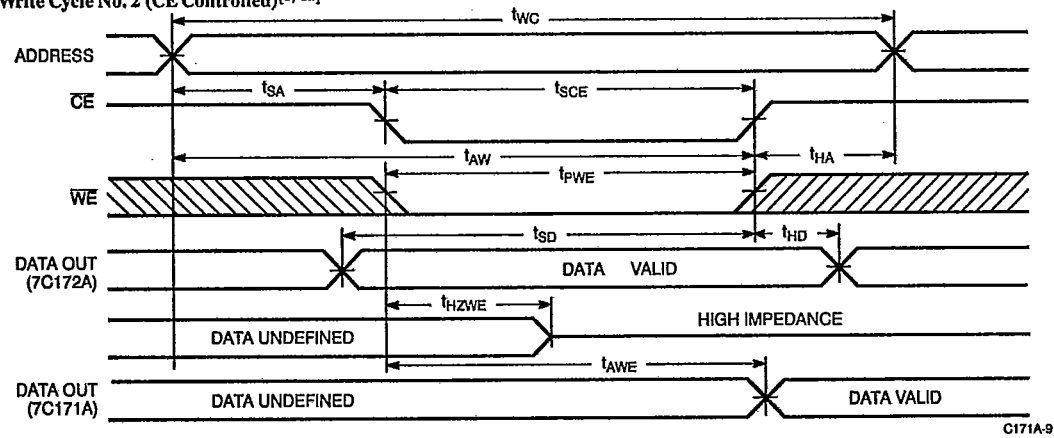 Write Cycle No. 2 (CE Controlled)
tWC
ADDRESS
tSA
tSCE
CE
tAW
tHA
tPWE
WE
tSD
tHD
DATA OUT
(7C172A)
DATA VALID
tHZWE
HIGH IMPEDANCE
DATA UNDEFINED
tAWE
DATA OUT
(7C171A)
DATA UNDEFINED
DATA VALID
C171A-9